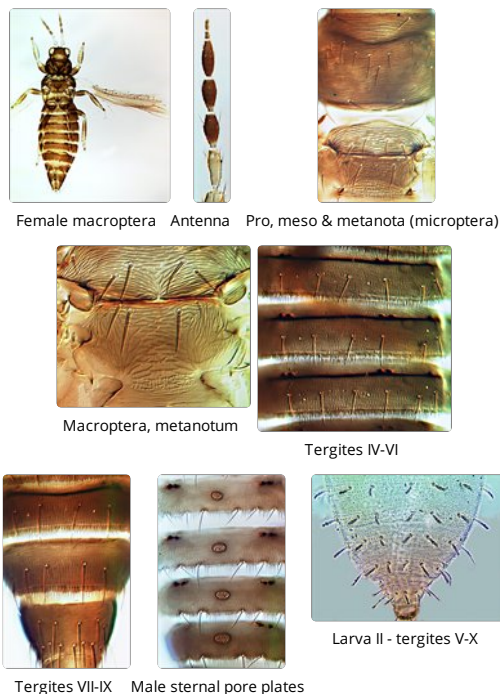 Female macroptera
Antenna
Pro, meso & metanota (microptera)
Macroptera, metanotum
Tergites IV-VI
Tergites VII-IX
Male sternal pore plates
Larva II - tergites V-X